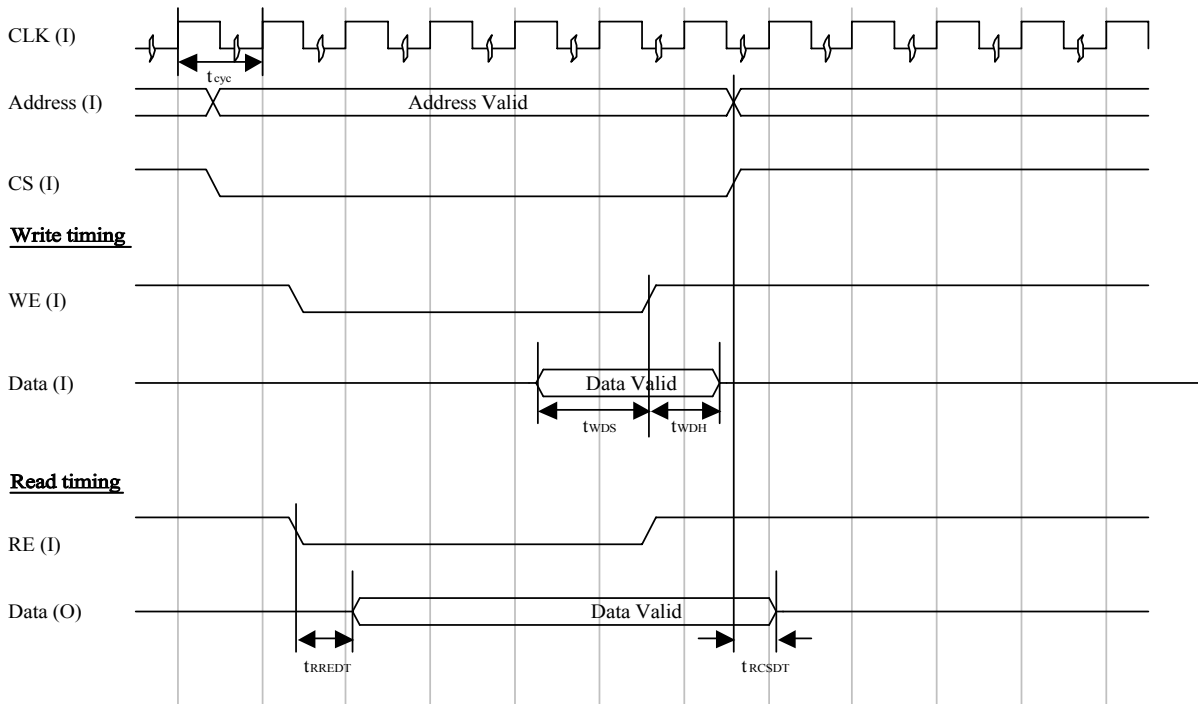 CLK (I)
tcyc
Address (I)
Address Valid
CS (I)
Write timing
WE (I)
Data (I)
Data Valid
tWDS
tWDH
Read timing
RE (I)
Data (O)
Data Valid
tRREDT
tRCSDT